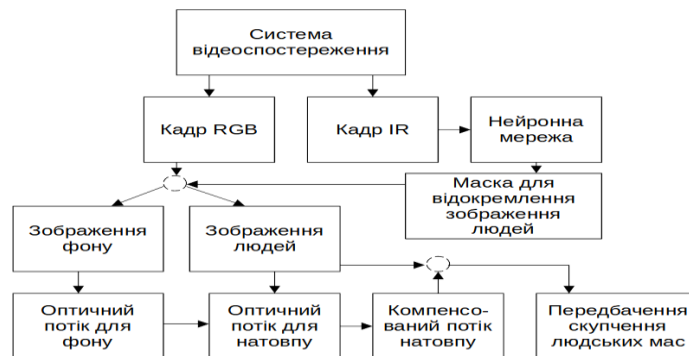 Система
відеоспостереження
Кадр RGB
Кадр IR
Нейронна
мережа
Маска для
відокремлення
зображення
людей
Зображення
фону
Зображення
людей
Оптичний
потік для
фону
Оптичний
потік для
натовпу
Компенсо-
ований потік
натовпу
Передбачення
скупчення
людських мас